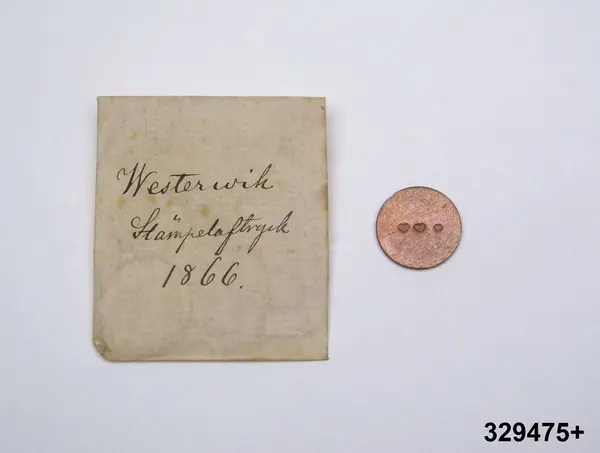 Westerwik
Stämpelaftryck
1866.
329475+